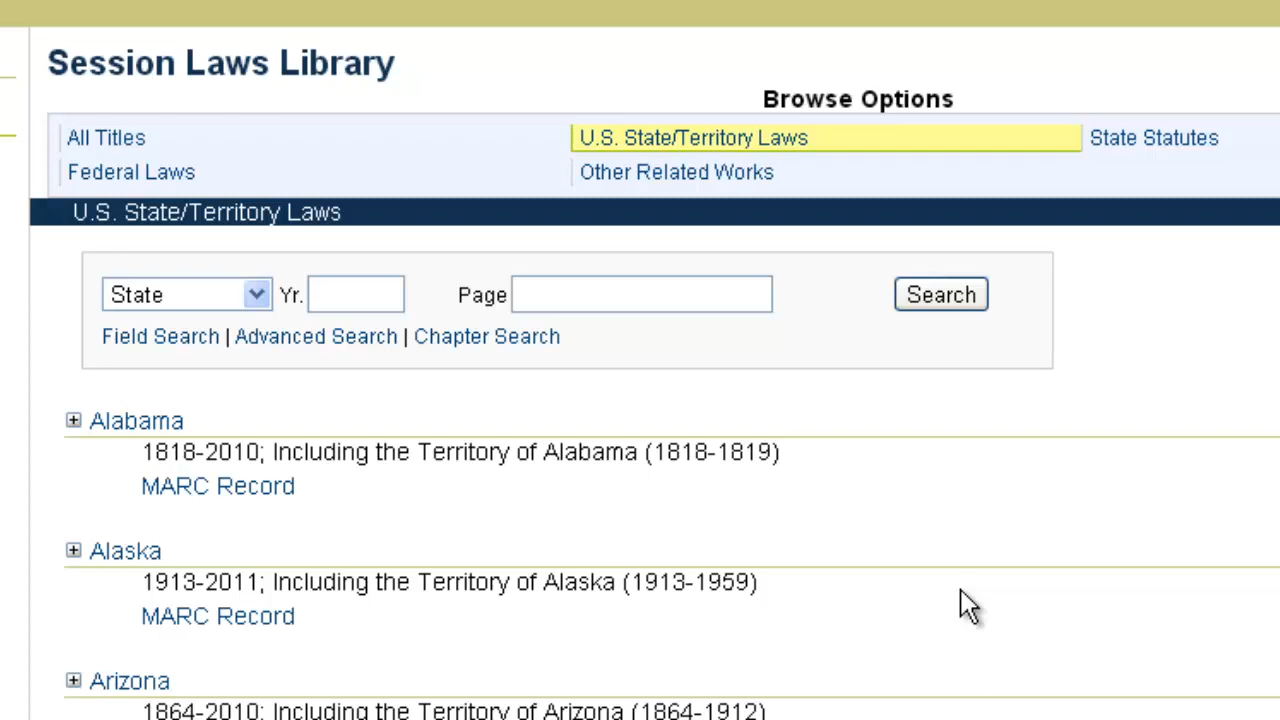 Session Laws Library
Browse Options
All Titles
U.S. State/Territory Laws
State Statutes
Federal Laws
Other Related Works
U.S. State/Territory Laws
State Yr. Page Search
Field Search | Advanced Search | Chapter Search
Alabama
1818-2010; Including the Territory of Alabama (1818-1819)
MARC Record
Alaska
1913-2011; Including the Territory of Alaska (1913-1959)
MARC Record
Arizona
1864-2010; Including the Territory of Arizona (1864-1912)